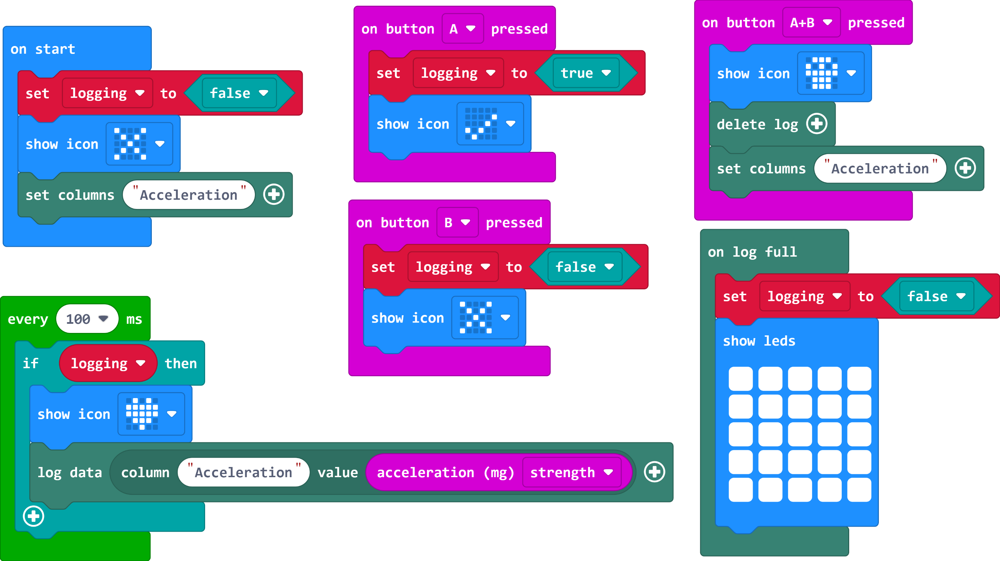 on start
set logging to false
show icon
set columns "Acceleration"
every 100 ms
if logging then
show icon
log data column "Acceleration" value acceleration (mg) strength
on button A pressed
set logging to true
show icon
on button B pressed
set logging to false
show icon
on button A+B pressed
show icon
delete log
set columns "Acceleration"
on log full
set logging to false
show leds